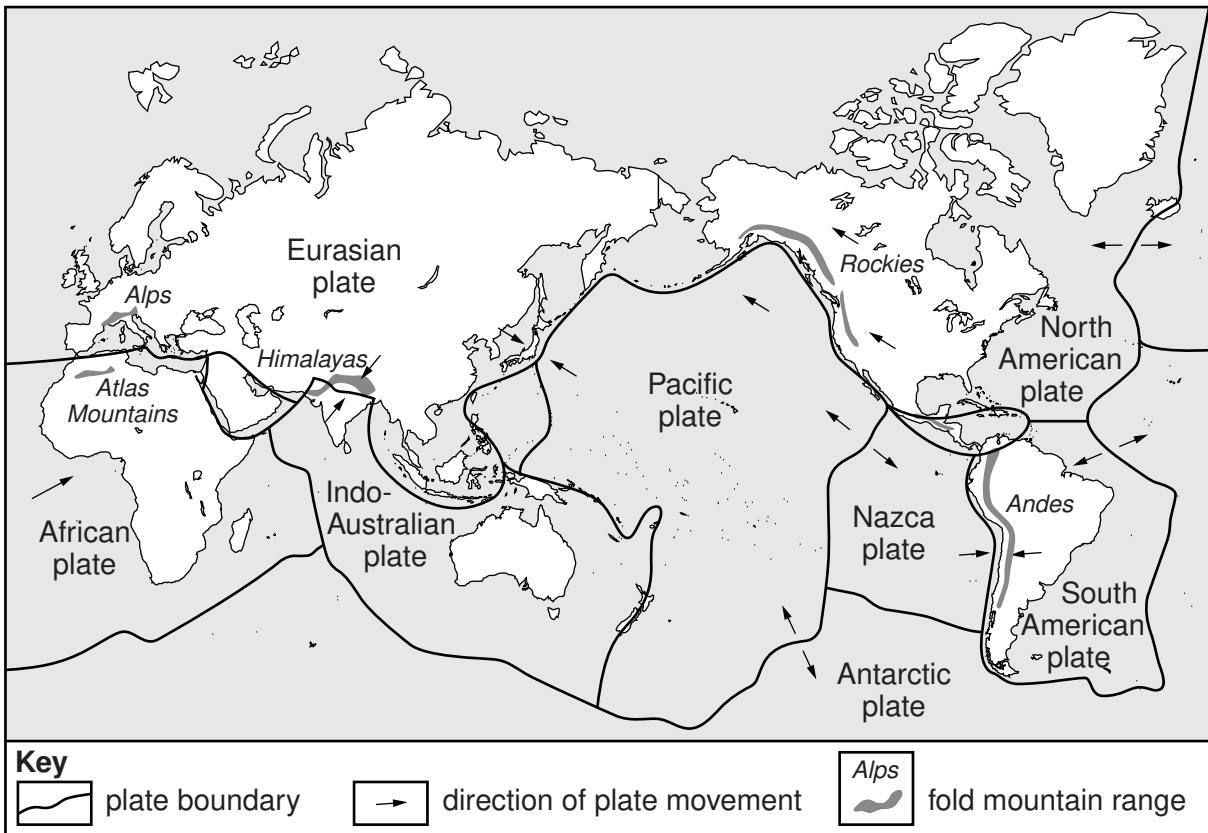 Eurasian
plate
Alps
Himalayas
Atlas
Mountains
African
plate
Indo-
Australian
plate
Pacific
plate
Rockies
North
American
plate
Nazca
plate
Andes
South
American
plate
Antarctic
plate
Key
plate boundary
direction of plate movement
Alps
fold mountain range